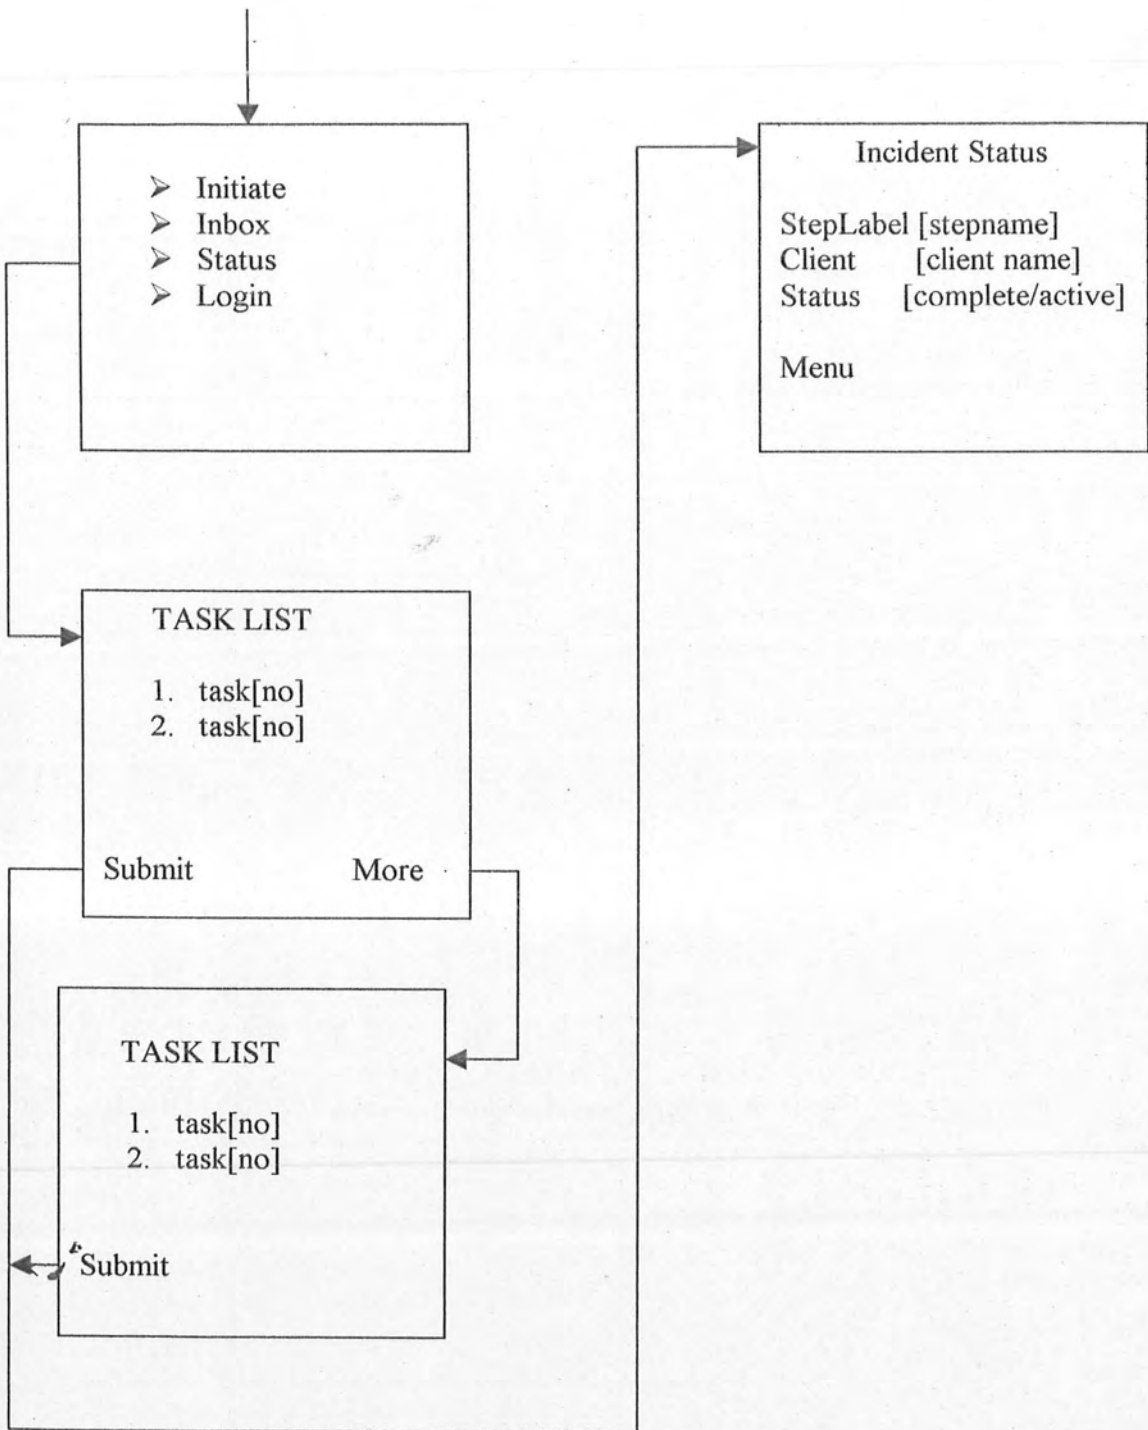 ➢ Initiate
➢ Inbox
➢ Status
➢ Login
TASK LIST
1. task[no]
2. task[no]
Submit More
TASK LIST
1. task[no]
2. task[no]
Submit
Incident Status
StepLabel [stepname]
Client [client name]
Status [complete/active]
Menu